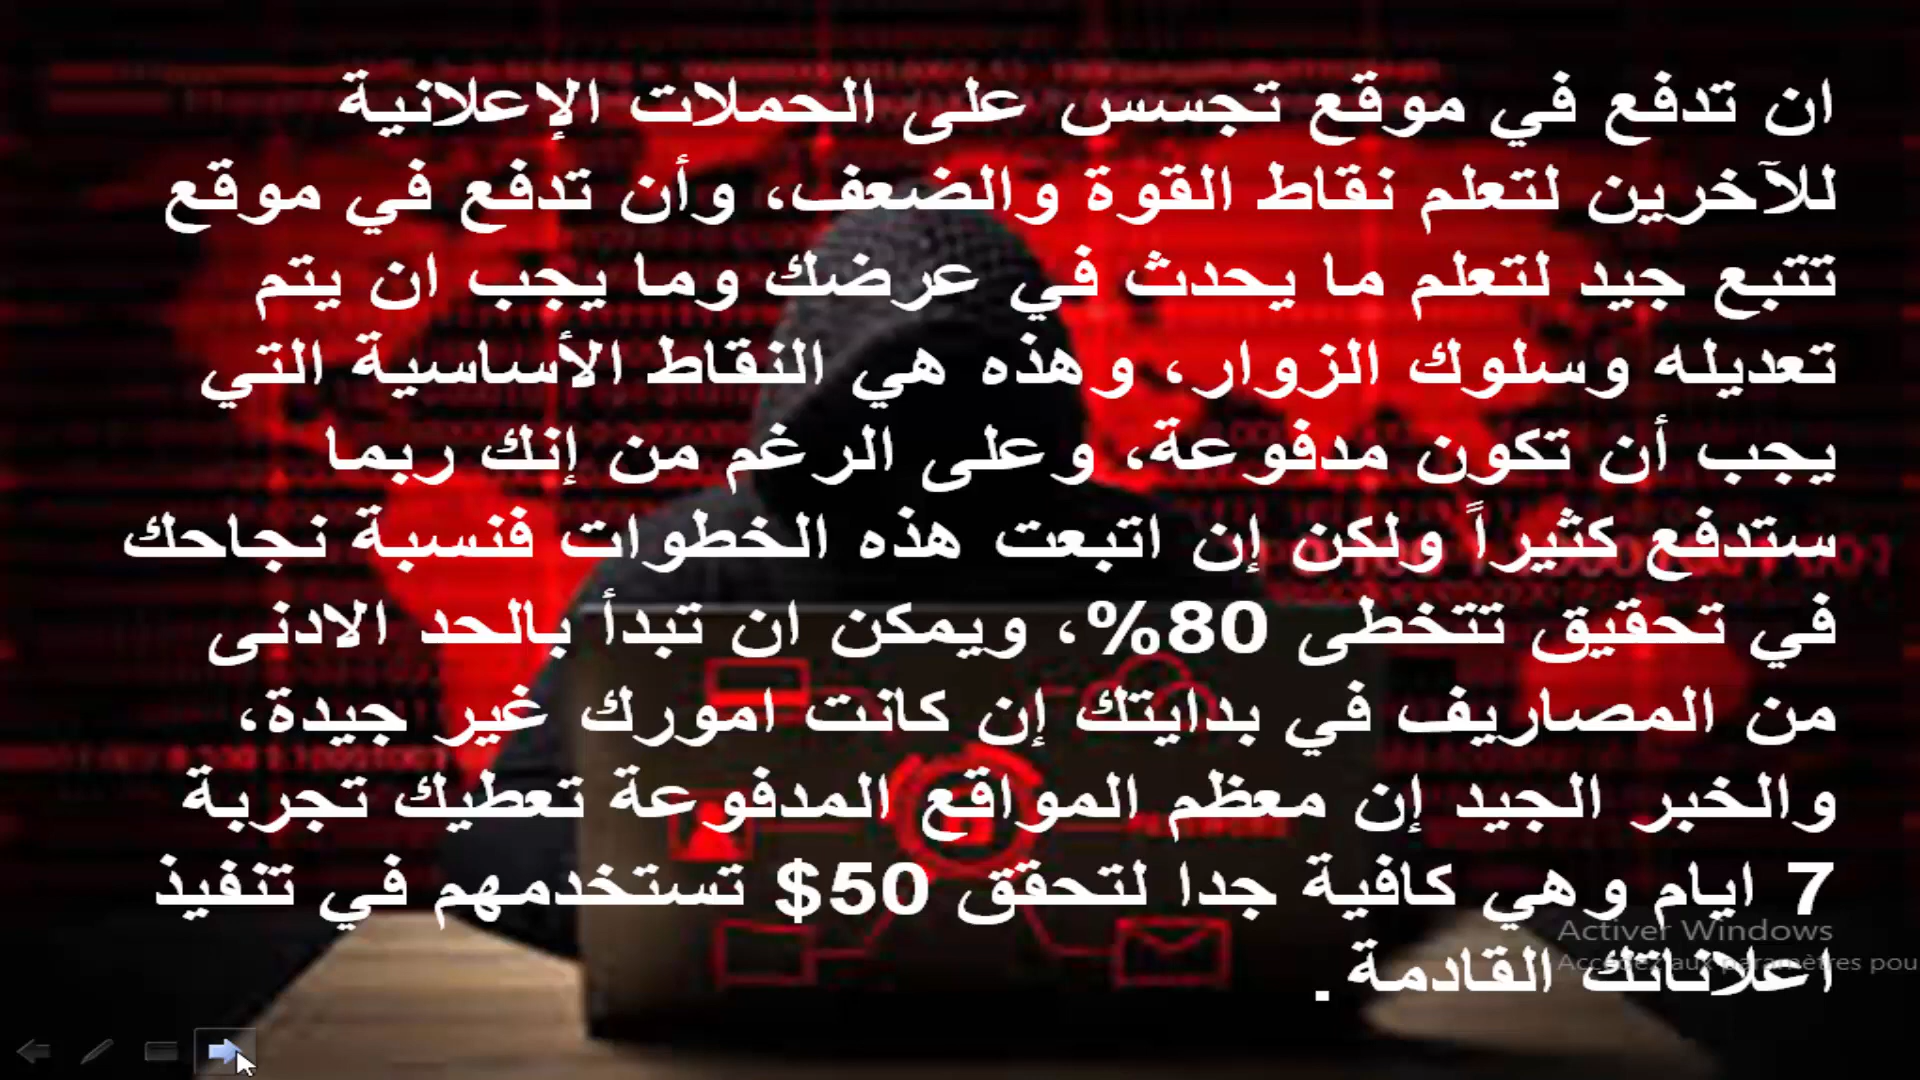 ان تدفع في موقع تجسس على الحملات الإعلانية
للآخرين لتعلم نقاط القوة والضعف، وأن تدفع في موقع
تتبع جيد لتعلم ما يحدث في عرضك وما يجب ان يتم
تعديله وسلوك الزوار، وهذه هي النقاط الأساسية التي
يجب أن تكون مدفوعة، وعلى الرغم من إنك ربما
ستدفع كثيراً ولكن إن اتبعت هذه الخطوات فنسبة نجاحك
في تحقيق تتخطى 80%، ويمكن ان تبدأ بالحد الادنى
من المصاريف في بدايتك إن كانت امورك غير جيدة،
والخبر الجيد إن معظم المواقع المدفوعة تعطيك تجربة
7 ايام وهي كافية جدا لتحقق 50$ تستخدمهم في تنفيذ
اعلاناتك القادمة .
Activer Windows
Accédez aux paramètres pou